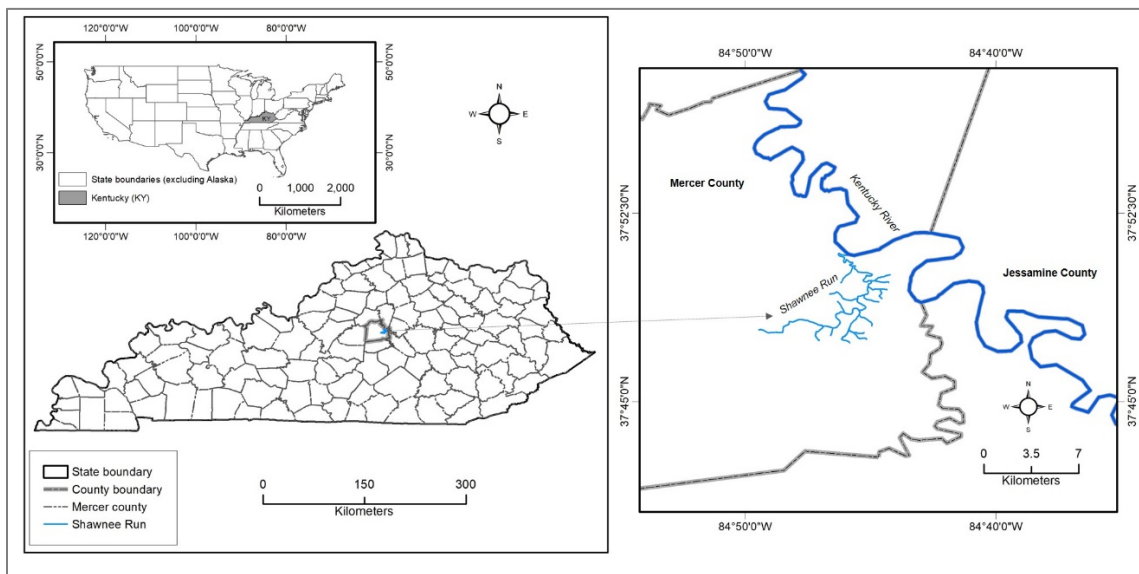 120°0'0"W 100°0'0"W 80°0'0"W
50°0'0"N
30°0'0"N
50°0'0"N
30°0'0"N
KY
State boundaries (excluding Alaska)
Kentucky (KY)
0 1,000 2,000
Kilometers
120°0'0"W 100°0'0"W 80°0'0"W
N
W E
S
State boundary
County boundary
Mercer county
Shawnee Run
0 150 300
Kilometers
84°50'0"W 84°40'0"W
Mercer County
Kentucky River
37°52'30"N
37°52'30"N
Jessamine County
Shawnee Run
37°45'0"N
37°45'0"N
N
W E
S
0 3.5 7
Kilometers
84°50'0"W 84°40'0"W